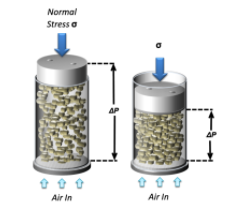 Normal
Stress σ
σ
ΔP
ΔP
Air In
Air In